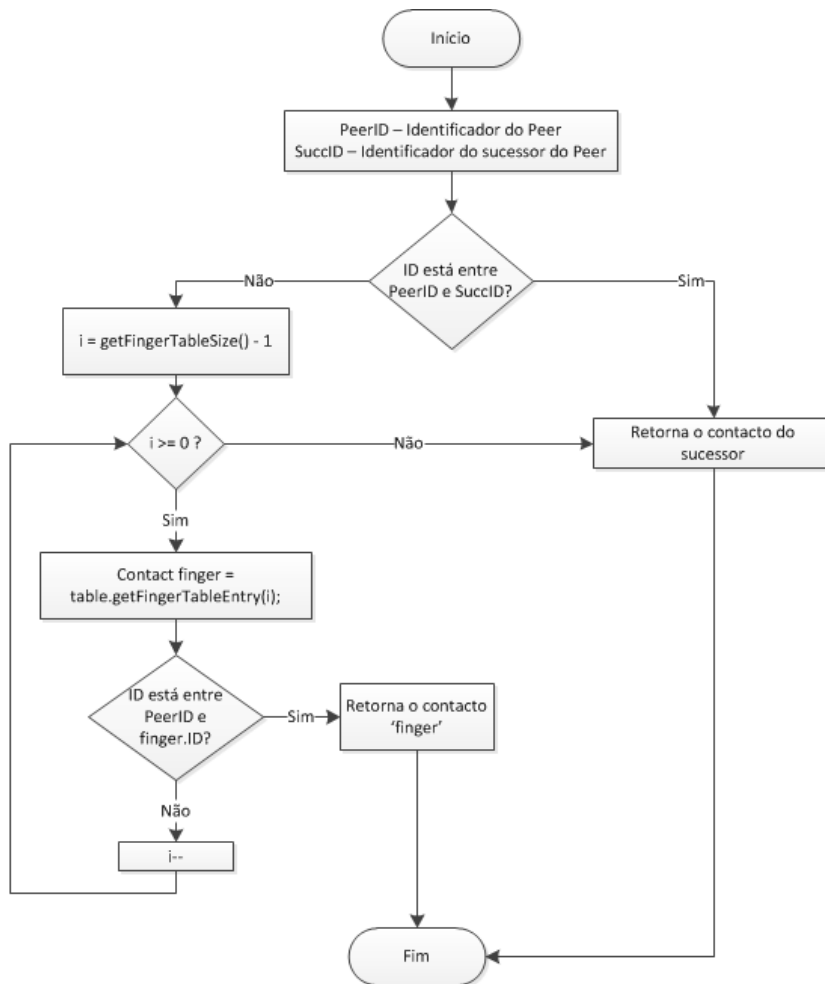 Início
PeerID – Identificador do Peer
SuccID – Identificador do sucessor do Peer
ID está entre
PeerID e SuccID?
Não
Sim
i = getFingerTableSize() - 1
i >= 0 ?
Não
Retorna o contacto do
sucessor
Sim
Contact finger =
table.getFingerTableEntry(i);
ID está entre
PeerID e
finger.ID?
Sim
Retorna o contacto
‘finger’
Não
i--
Fim